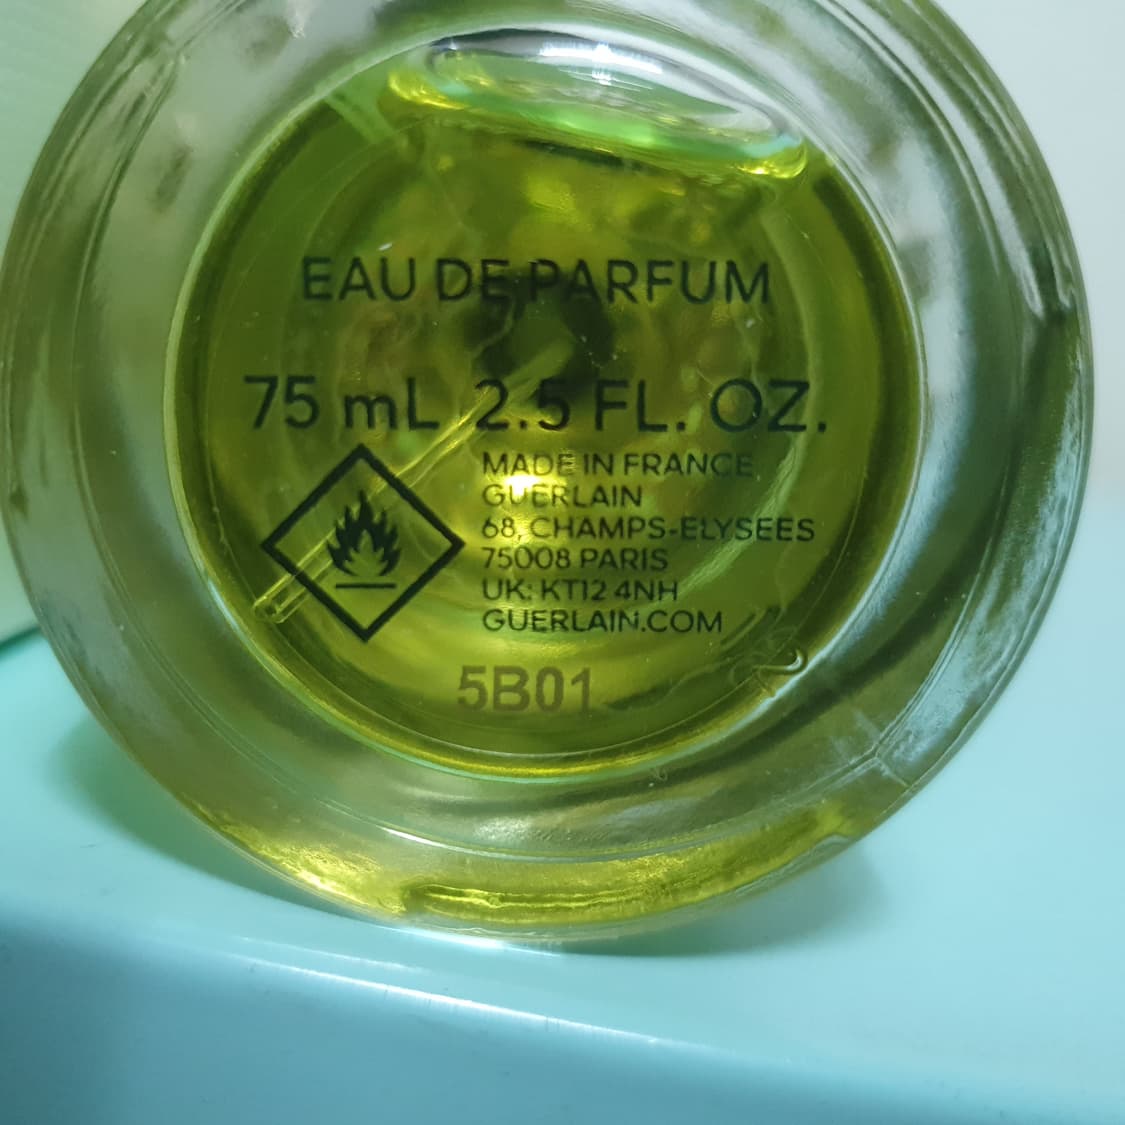 EAU DE PARFUM
75 mL 2.5 FL. OZ.
MADE IN FRANCE
GUERLAIN
68, CHAMPS-ELYSEES
75008 PARIS
UK: KT12 4NH
GUERLAIN.COM
5B01